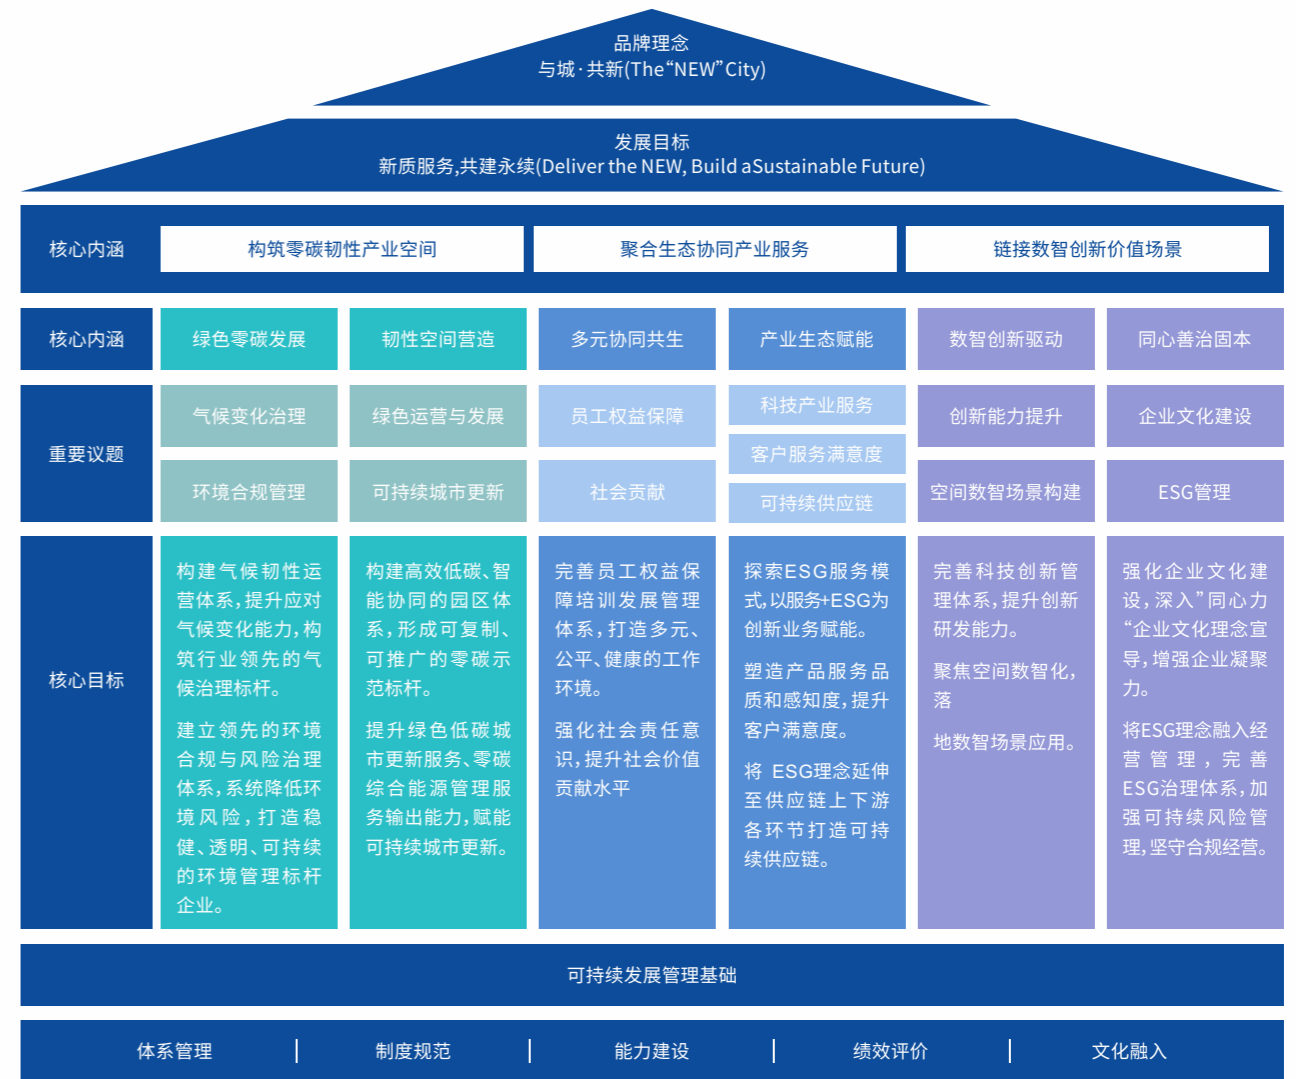 品牌理念
与城·共新(The“NEW”City)
发展目标
新质服务,共建永续(Deliver the NEW, Build aSustainable Future)
核心内涵
构筑零碳韧性产业空间
聚合生态协同产业服务
链接数智创新价值场景
核心内涵
绿色零碳发展
韧性空间营造
多元协同共生
产业生态赋能
数智创新驱动
同心善治固本
重要议题
气候变化治理
环境合规管理
绿色运营与发展
可持续城市更新
员工权益保障
社会贡献
科技产业服务
客户服务满意度
可持续供应链
创新能力提升
空间数智场景构建
企业文化建设
ESG管理
核心目标
构建气候韧性运
营体系,提升应对
气候变化能力,构
筑行业领先的气
候治理标杆。
建立领先的环境
合规与风险治理
体系,系统降低环
境风险,打造稳
健、透明、可持续
的环境管理标杆
企业。
构建高效低碳、智
能协同的园区体
系,形成可复制、
可推广的零碳示
范标杆。
提升绿色低碳城
市更新服务、零碳
综合能源管理服
务输出能力,赋能
可持续城市更新。
完善员工权益保
障培训发展管理
体系,打造多元、
公平、健康的工作
环境。
强化社会责任意
识,提升社会价值
贡献水平
探索ESG服务模
式,以服务+ESG为
创新业务赋能。
塑造产品服务品
质和感知度,提升
客户满意度。
将 ESG理念延伸
至供应链上下游
各环节打造可持
续供应链。
完善科技创新管
理体系,提升创新
研发能力。
聚焦空间数智化,
落
地数智场景应用。
强化企业文化建
设,深入”同心力
“企业文化理念宣
导,增强企业凝聚
力。
将ESG理念融入经
营管理,完善
ESG治理体系,加
强可持续风险管
理,坚守合规经营。
可持续发展管理基础
体系管理
制度规范
能力建设
绩效评价
文化融入